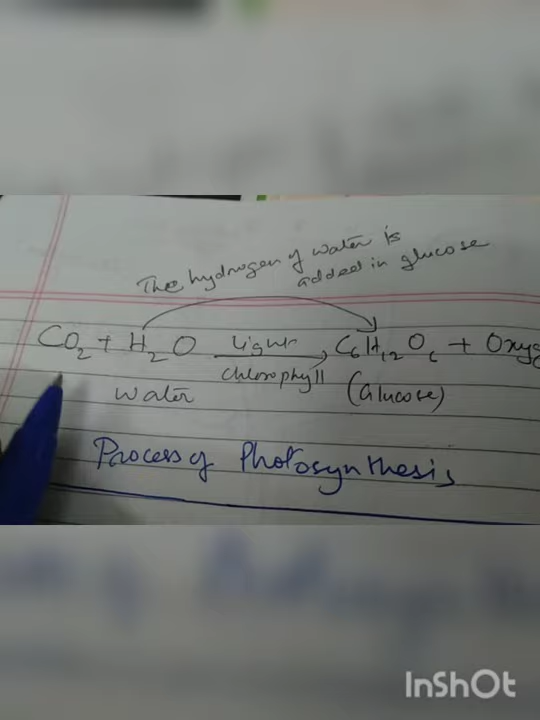 The hydrogen of water is
added in glucose
CO₂ + H₂O Light → C₆H₁₂O₆ + Oxyg
chlorophyll
water (Glucose)
Process of Photosynthesis
InShOt